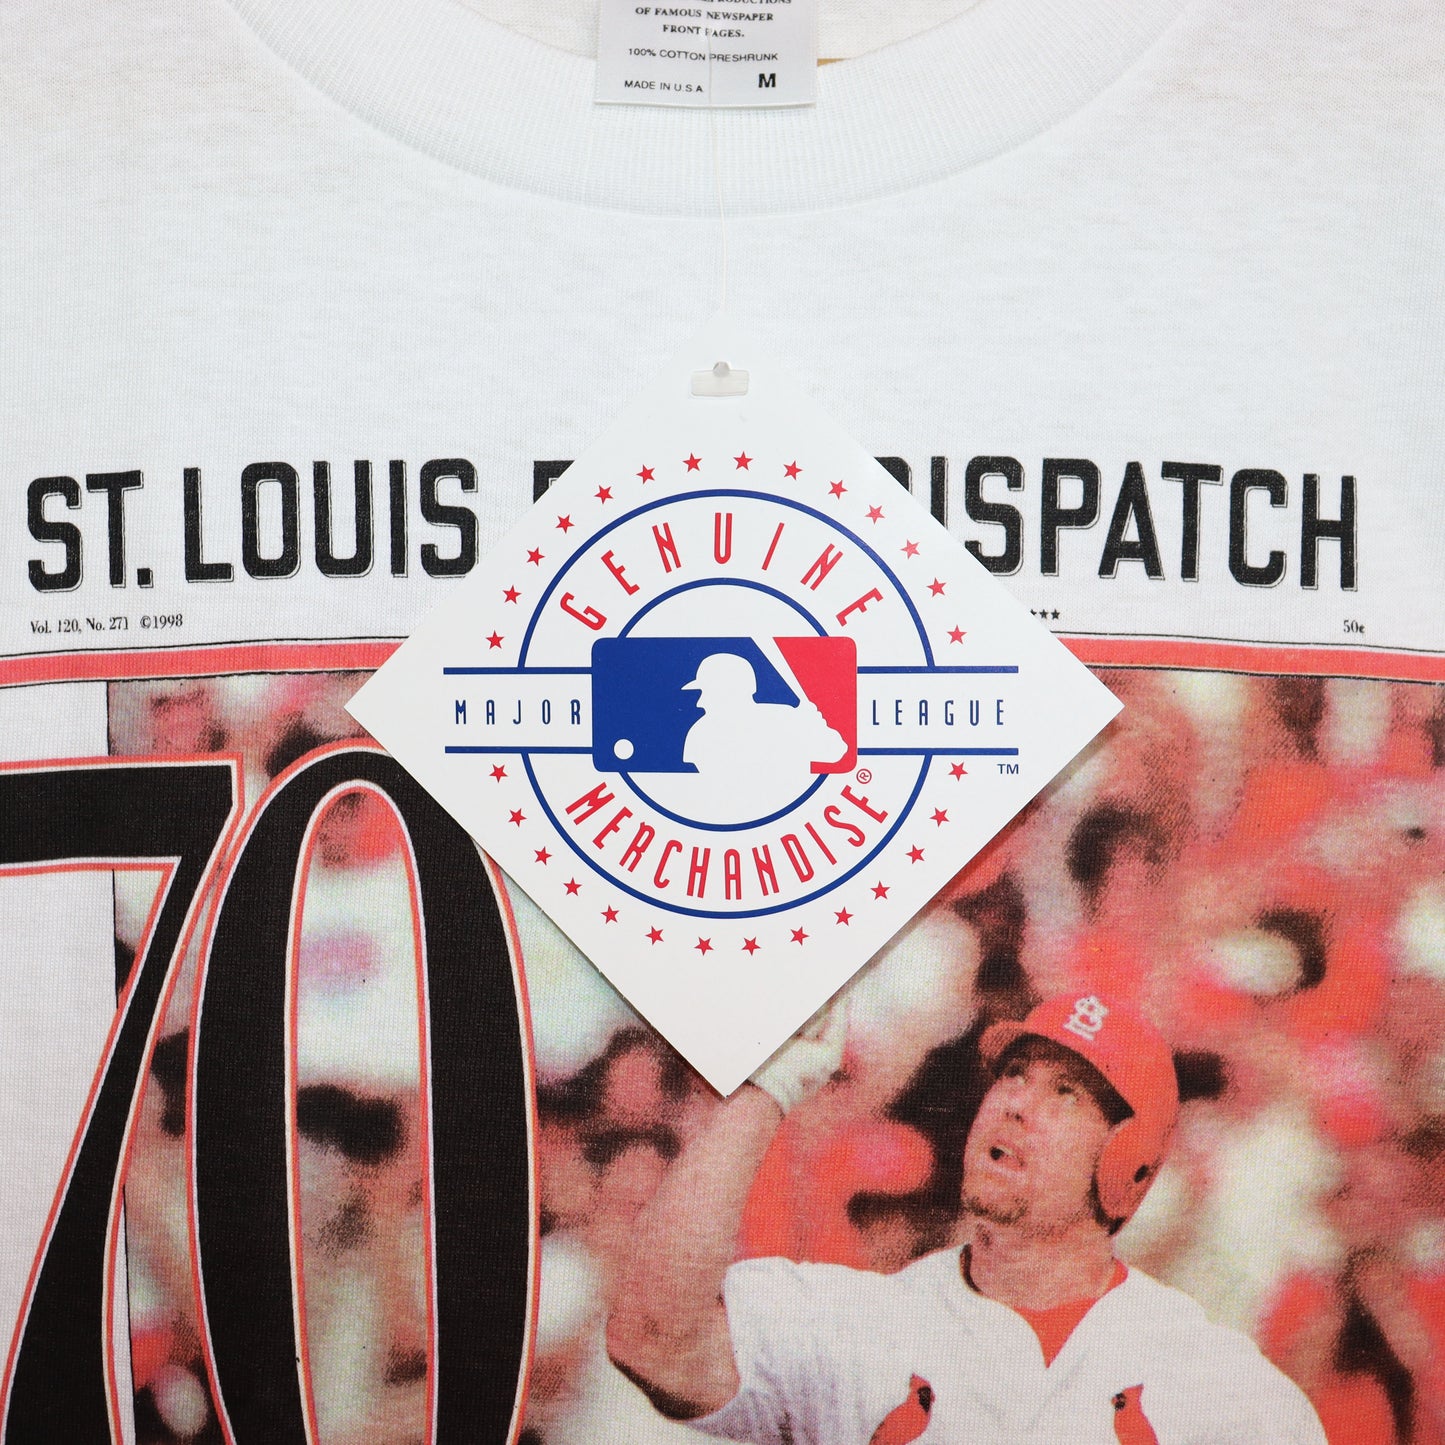 OF FAMOUS NEWSPAPER
FRONT PAGES.
100% COTTON PRESHRUNK
MADE IN U.S.A. M
ST. LOUIS DISPATCH
Vol. 120, No. 271 ©1998 ★★ 50¢
GENUINE
MAJOR LEAGUE
TM
MERCHANDISE®
70